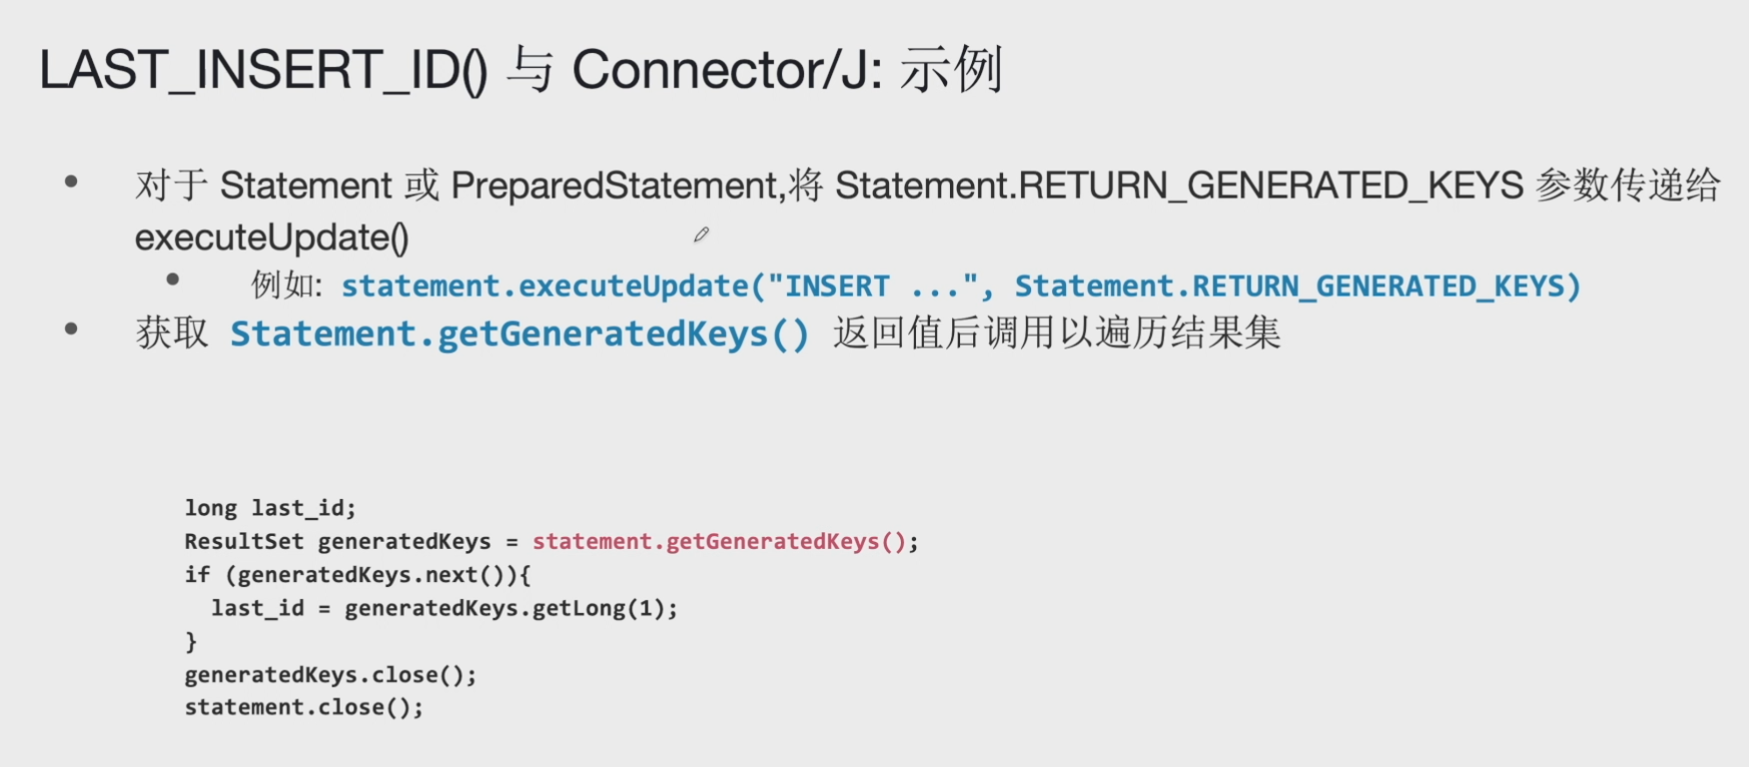 LAST_INSERT_ID() 与 Connector/J: 示例
• 对于 Statement 或 PreparedStatement,将 Statement.RETURN_GENERATED_KEYS 参数传递给
executeUpdate()
• 例如: statement.executeUpdate("INSERT ...", Statement.RETURN_GENERATED_KEYS)
• 获取 Statement.getGeneratedKeys() 返回值后调用以遍历结果集
long last_id;
ResultSet generatedKeys = statement.getGeneratedKeys();
if (generatedKeys.next()){
  last_id = generatedKeys.getLong(1);
}
generatedKeys.close();
statement.close();